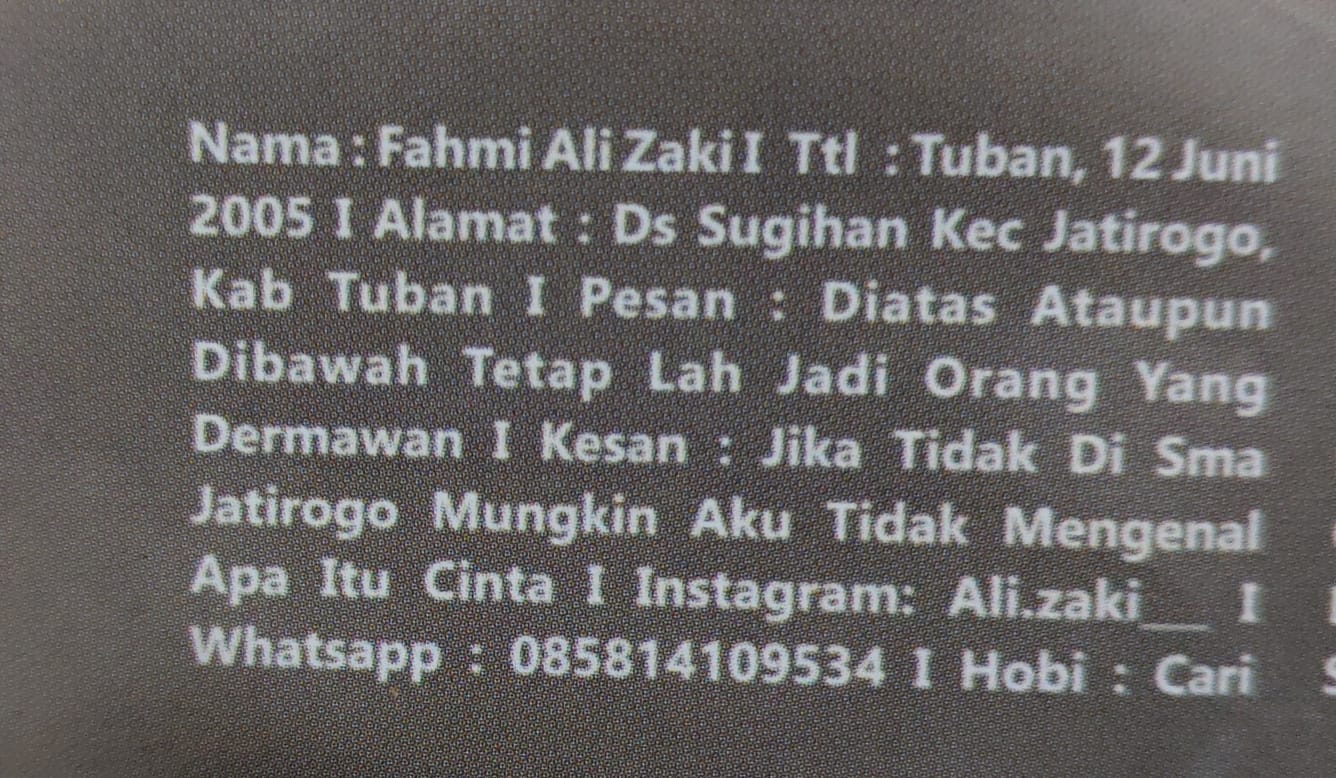 Nama : Fahmi Ali Zaki I Ttl : Tuban, 12 Juni
2005 I Alamat : Ds Sugihan Kec Jatirogo,
Kab Tuban I Pesan : Diatas Ataupun
Dibawah Tetap Lah Jadi Orang Yang
Dermawan I Kesan : Jika Tidak Di Sma
Jatirogo Mungkin Aku Tidak Mengenal
Apa Itu Cinta I Instagram: Ali.zaki__ I
Whatsapp : 085814109534 I Hobi : Cari